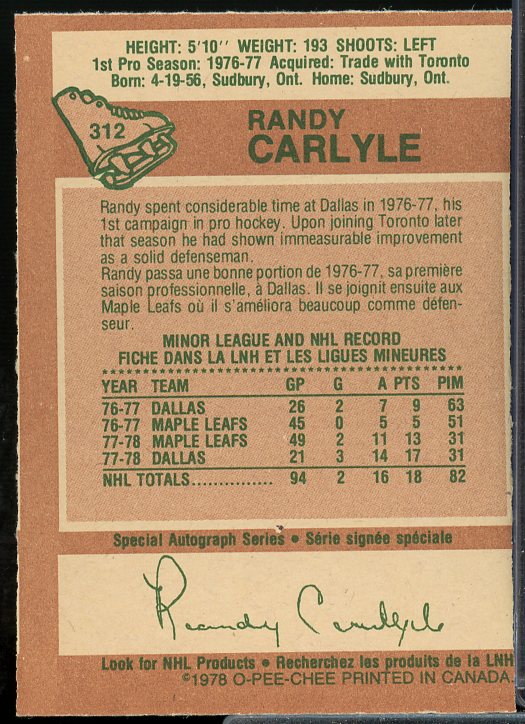 HEIGHT: 5'10'' WEIGHT: 193 SHOOTS: LEFT
1st Pro Season: 1976-77 Acquired: Trade with Toronto
Born: 4-19-56, Sudbury, Ont. Home: Sudbury, Ont.
312
RANDY
CARLYLE
Randy spent considerable time at Dallas in 1976-77, his
1st campaign in pro hockey. Upon joining Toronto later
that season he had shown immeasurable improvement
as a solid defenseman.
Randy passa une bonne portion de 1976-77, sa première
saison professionnelle, à Dallas. Il se joignit ensuite aux
Maple Leafs où il s'améliora beaucoup comme défen-
seur.
MINOR LEAGUE AND NHL RECORD
FICHE DANS LA LNH ET LES LIGUES MINEURES
YEAR TEAM GP G A PTS PIM
76-77 DALLAS 26 2 7 9 63
76-77 MAPLE LEAFS 45 0 5 5 51
77-78 MAPLE LEAFS 49 2 11 13 31
77-78 DALLAS 21 3 14 17 31
NHL TOTALS............... 94 2 16 18 82
Special Autograph Series • Série signée spéciale
Randy Carlyle
Look for NHL Products • Recherchez les produits de la LNH
©1978 O-PEE-CHEE PRINTED IN CANADA.